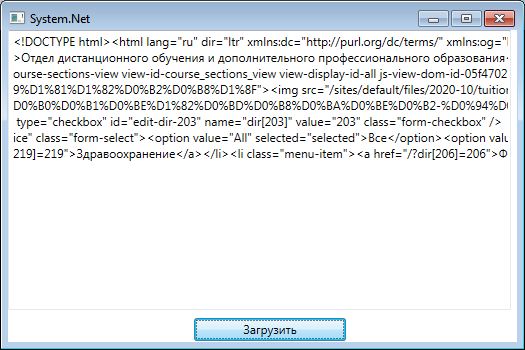 System.Net
<!DOCTYPE html><html lang="ru" dir="ltr" xmlns:dc="http://purl.org/dc/terms/" xmlns:og="
>Отдел дистанционного обучения и дополнительного профессионального образования
ourse-sections-view view-id-course_sections_view view-display-id-all js-view-dom-id-05f4702
9%D1%81%D1%82%D0%B2%D0%B8%D1%8F"><img src="/sites/default/files/2020-10/tuition
D0%B0%D0%B1%D0%BE%D1%82%D0%BD%D0%B8%D0%BA%D0%BE%D0%B2-%D0%94%D0
type="checkbox" id="edit-dir-203" name="dir[203]" value="203" class="form-checkbox" />
ice" class="form-select"><option value="All" selected="selected">Все</option><option valu
219]=219">Здравоохранение</a></li><li class="menu-item"><a href="/?dir[206]=206">Ф
Загрузить